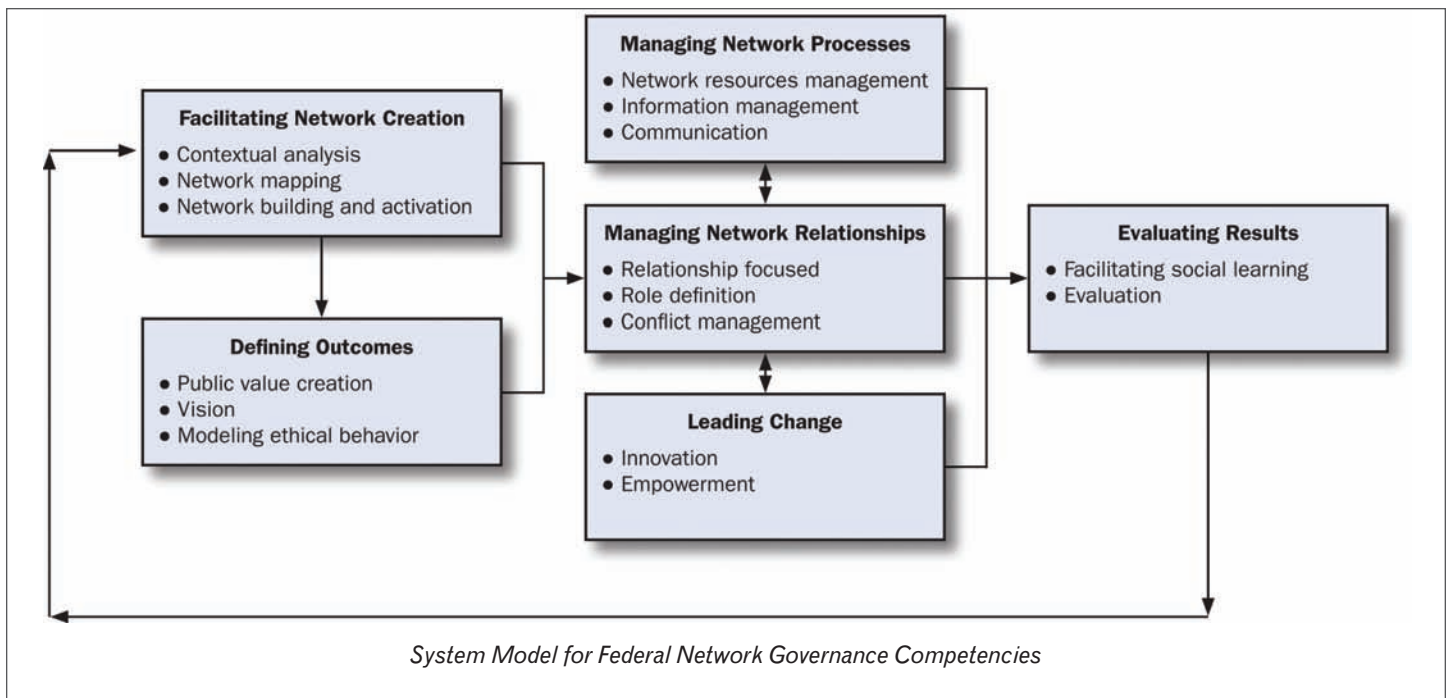 Facilitating Network Creation
● Contextual analysis
● Network mapping
● Network building and activation
Defining Outcomes
● Public value creation
● Vision
● Modeling ethical behavior
Managing Network Processes
● Network resources management
● Information management
● Communication
Managing Network Relationships
● Relationship focused
● Role definition
● Conflict management
Leading Change
● Innovation
● Empowerment
Evaluating Results
● Facilitating social learning
● Evaluation
System Model for Federal Network Governance Competencies